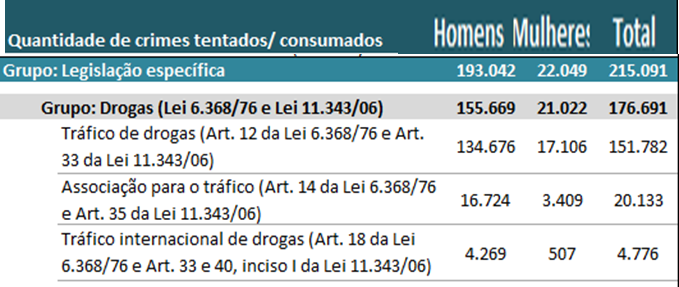 Quantidade de crimes tentados/ consumados Homens Mulheres Total
Grupo: Legislação específica 193.042 22.049 215.091
Grupo: Drogas (Lei 6.368/76 e Lei 11.343/06) 155.669 21.022 176.691
Tráfico de drogas (Art. 12 da Lei 6.368/76 e Art.
33 da Lei 11.343/06) 134.676 17.106 151.782
Associação para o tráfico (Art. 14 da Lei 6.368/76
e Art. 35 da Lei 11.343/06) 16.724 3.409 20.133
Tráfico internacional de drogas (Art. 18 da Lei
6.368/76 e Art. 33 e 40, inciso I da Lei 11.343/06) 4.269 507 4.776